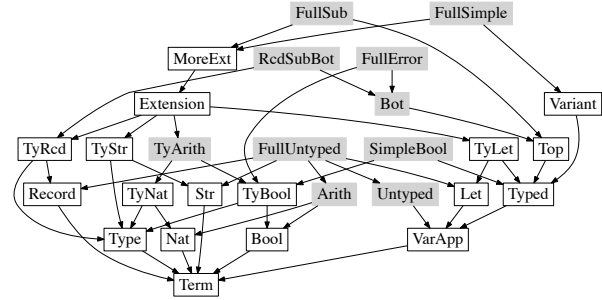 FullSub FullSimple
MoreExt RcdSubBot FullError
Extension Bot Variant
TyRcd TyStr TyArith FullUntyped SimpleBool TyLet Top
Record TyNat Str TyBool Arith Untyped Let Typed
Type Nat Bool VarApp
Term